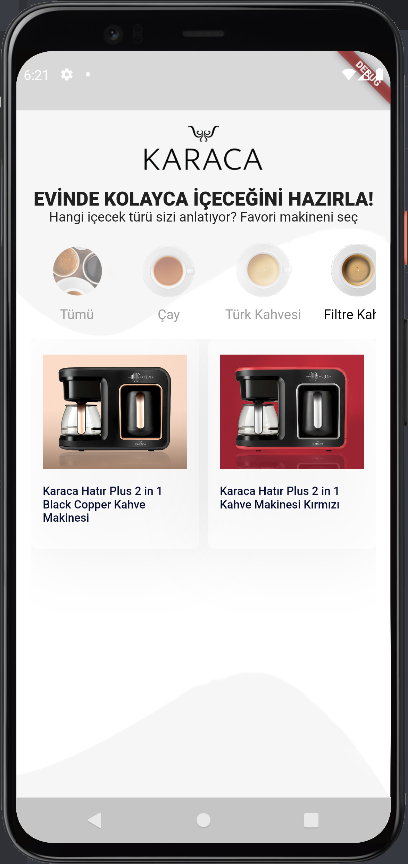 6:21
DEBUG
KARACA
EVİNDE KOLAYCA İÇECEĞİNİ HAZIRLA!
Hangi içecek türü sizi anlatıyor? Favori makineni seç
Tümü
Çay
Türk Kahvesi
Filtre Kah
Karaca Hatır Plus 2 in 1
Black Copper Kahve
Makinesi
Karaca Hatır Plus 2 in 1
Kahve Makinesi Kırmızı